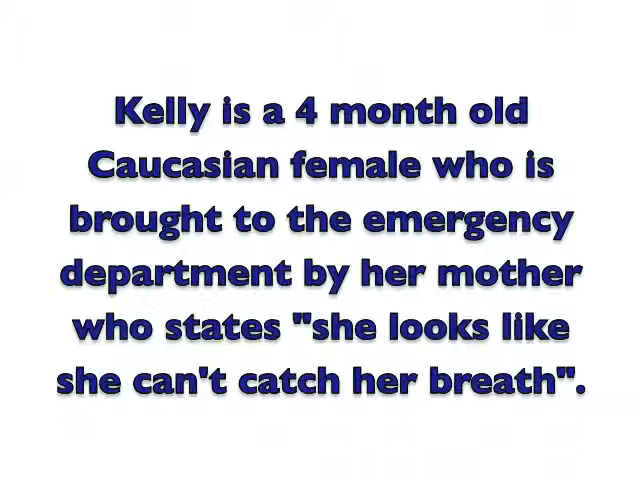 Kelly is a 4 month old
Caucasian female who is
brought to the emergency
department by her mother
who states "she looks like
she can't catch her breath".